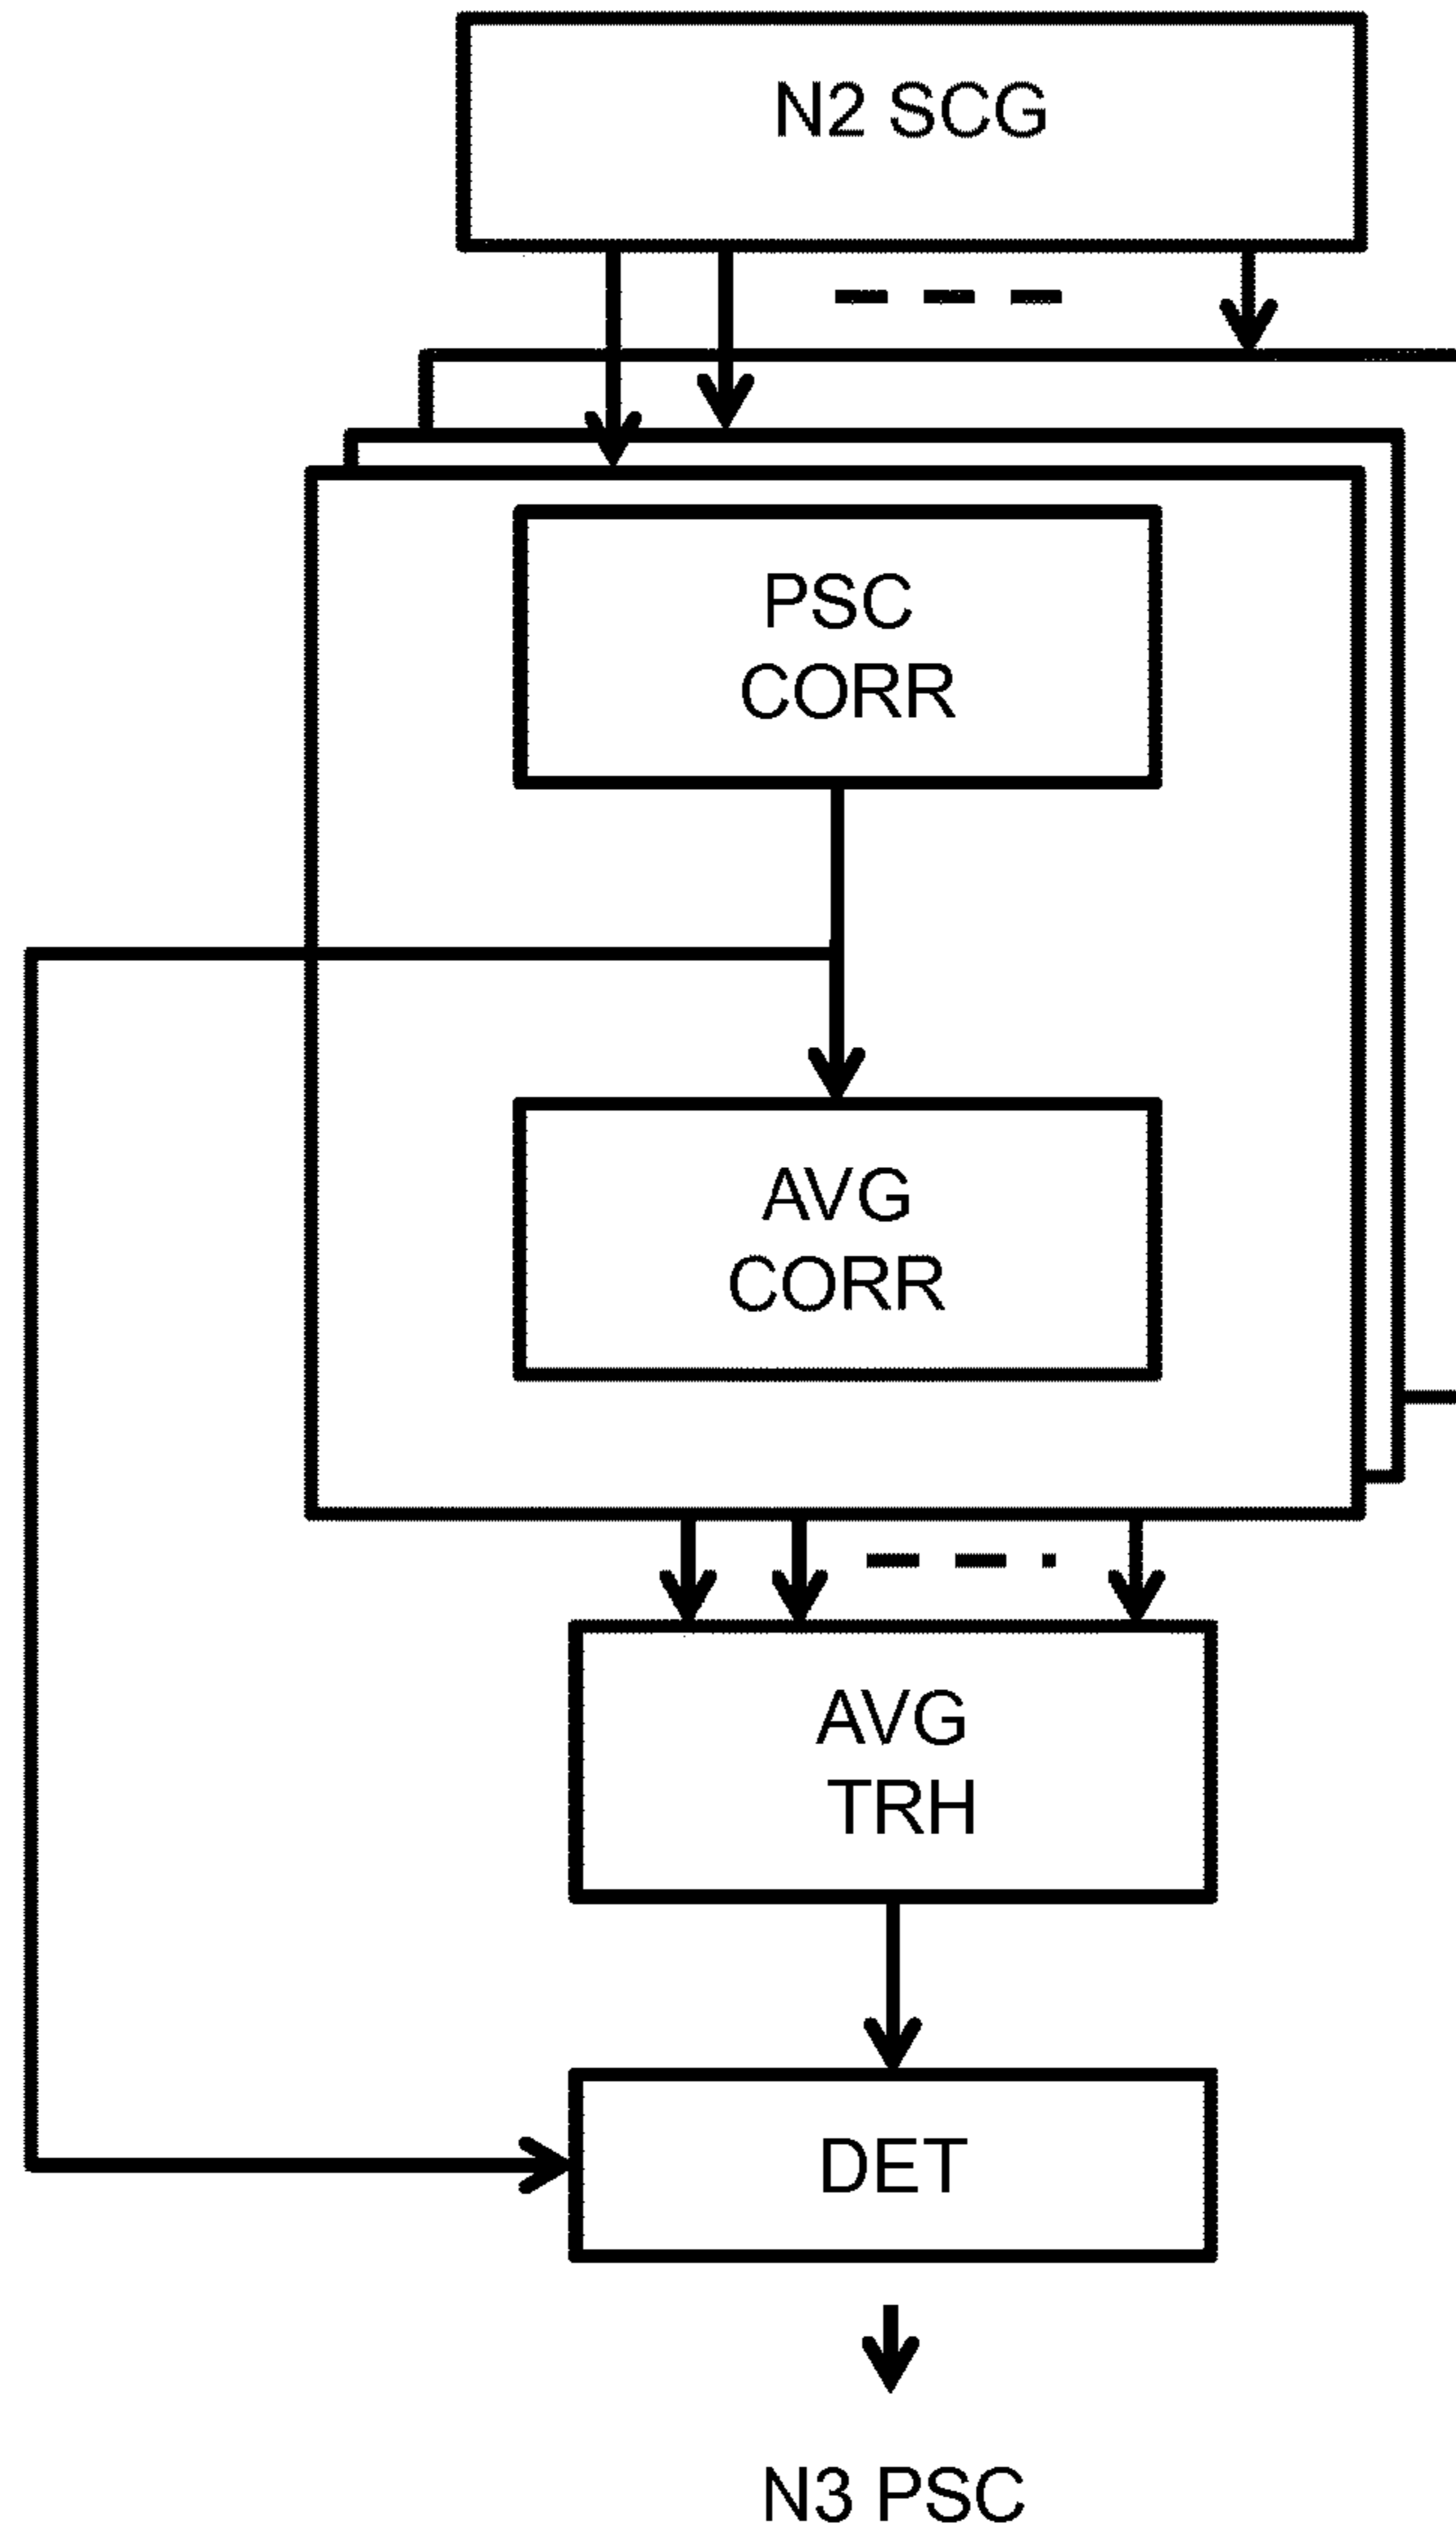 N2 SCG
PSC
CORR
AVG
CORR
AVG
TRH
DET
N3 PSC